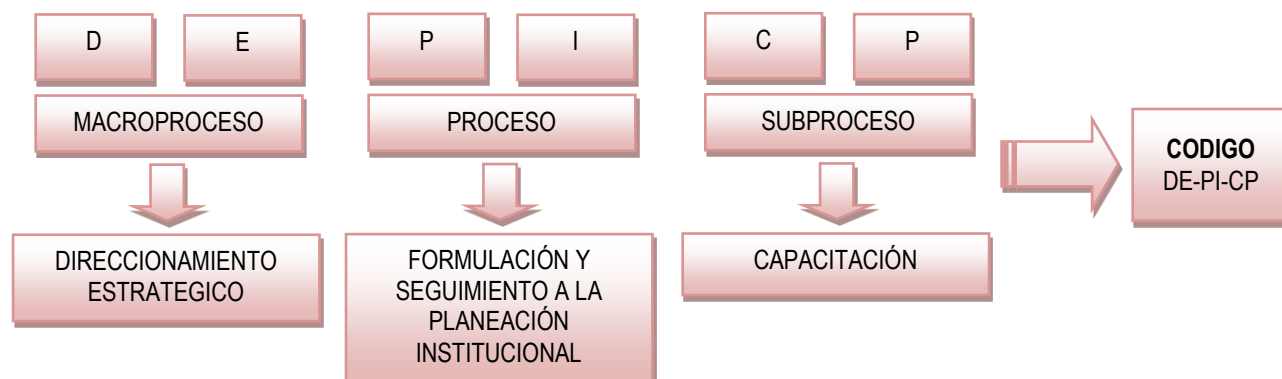 D
E
P
I
C
P
MACROPROCESO
PROCESO
SUBPROCESO
CODIGO
DE-PI-CP
DIRECCIONAMIENTO
ESTRATEGICO
FORMULACIÓN Y
SEGUIMIENTO A LA
PLANEACIÓN
INSTITUCIONAL
CAPACITACIÓN